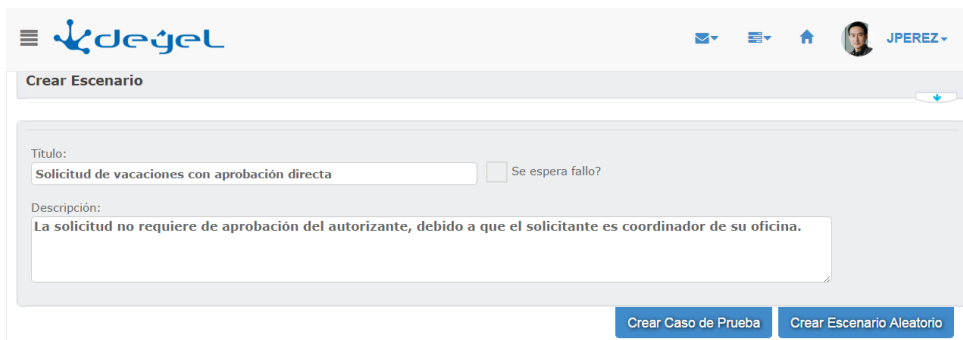 deyel
JPEREZ
Crear Escenario
Título:
Solicitud de vacaciones con aprobación directa
Se espera fallo?
Descripción:
La solicitud no requiere de aprobación del autorizante, debido a que el solicitante es coordinador de su oficina.
Crear Caso de Prueba
Crear Escenario Aleatorio